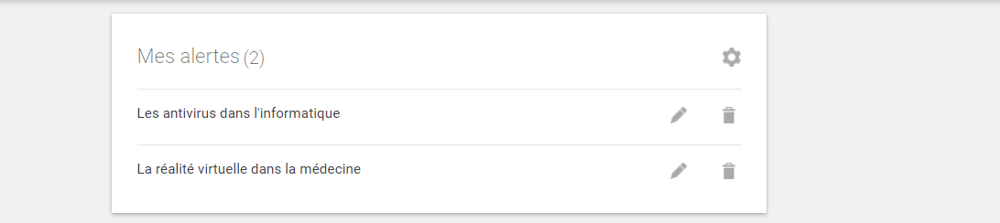 Mes alertes (2)
Les antivirus dans l'informatique
La réalité virtuelle dans la médecine